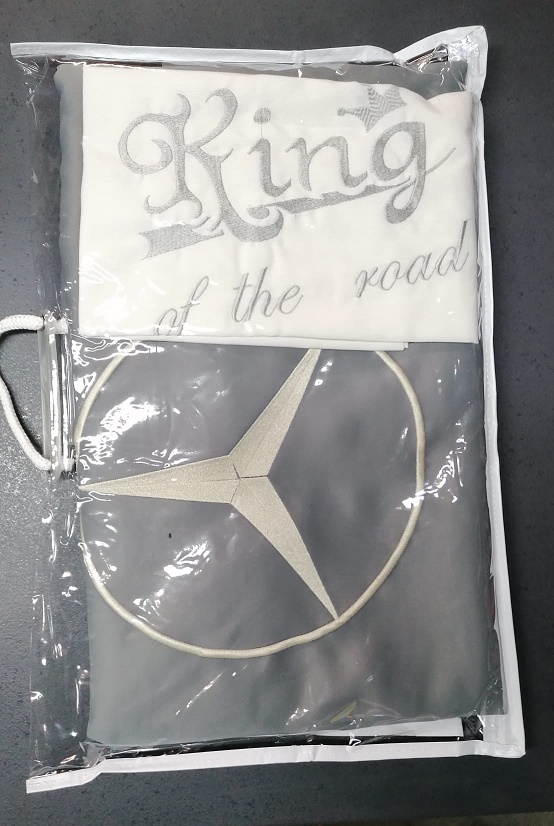 King
of the road